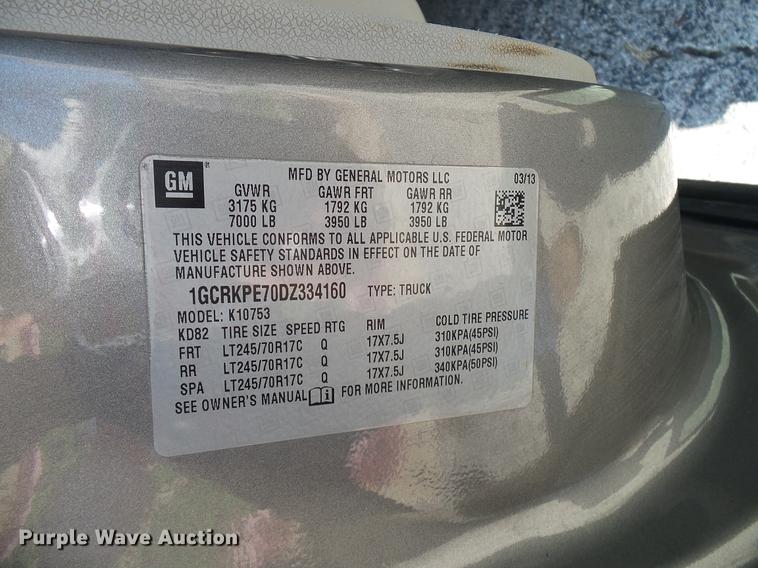 GM
MFD BY GENERAL MOTORS LLC 03/13
GVWR GAWR FRT GAWR RR
3175 KG 1792 KG 1792 KG
7000 LB 3950 LB 3950 LB
THIS VEHICLE CONFORMS TO ALL APPLICABLE U.S. FEDERAL MOTOR
VEHICLE SAFETY STANDARDS IN EFFECT ON THE DATE OF
MANUFACTURE SHOWN ABOVE.
1GCRKPE70DZ334160 TYPE: TRUCK
MODEL: K10753
KD82 TIRE SIZE SPEED RTG RIM COLD TIRE PRESSURE
FRT LT245/70R17C Q 17X7.5J 310KPA(45PSI)
RR LT245/70R17C Q 17X7.5J 310KPA(45PSI)
SPA LT245/70R17C Q 17X7.5J 340KPA(50PSI)
SEE OWNER'S MANUAL FOR MORE INFORMATION.
Purple Wave Auction